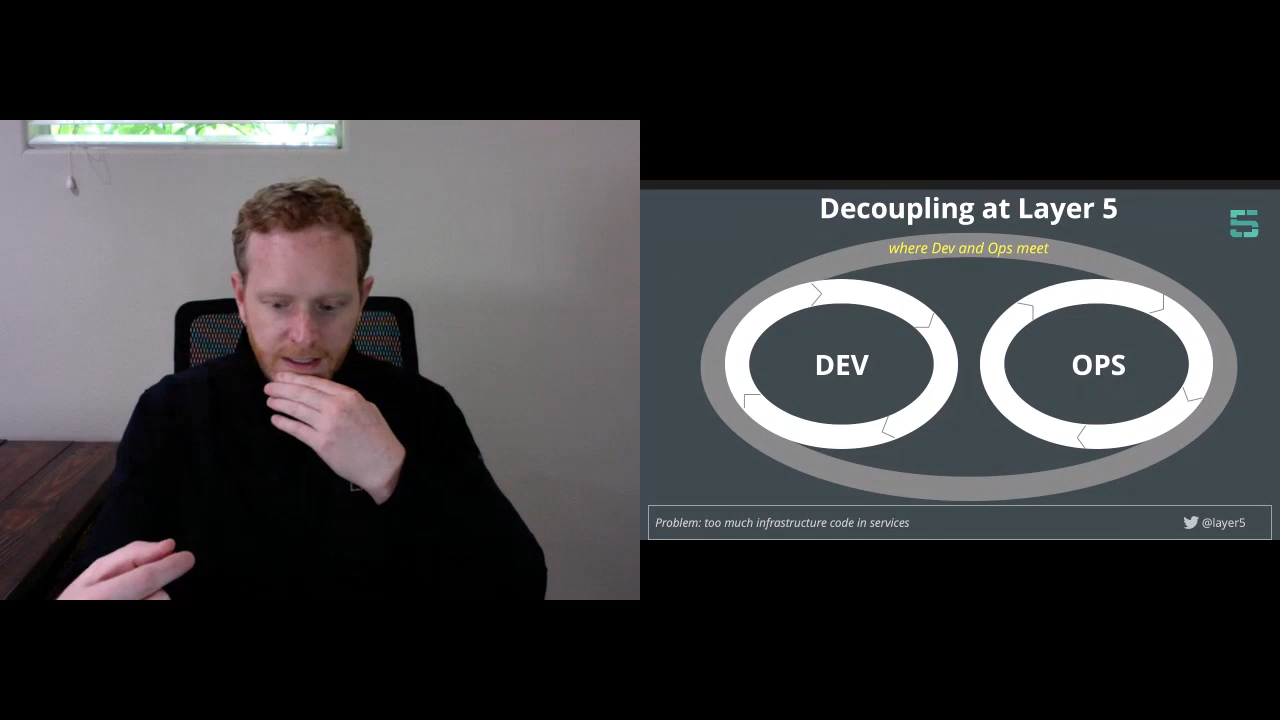 Decoupling at Layer 5
where Dev and Ops meet
DEV
OPS
Problem: too much infrastructure code in services
@layer5